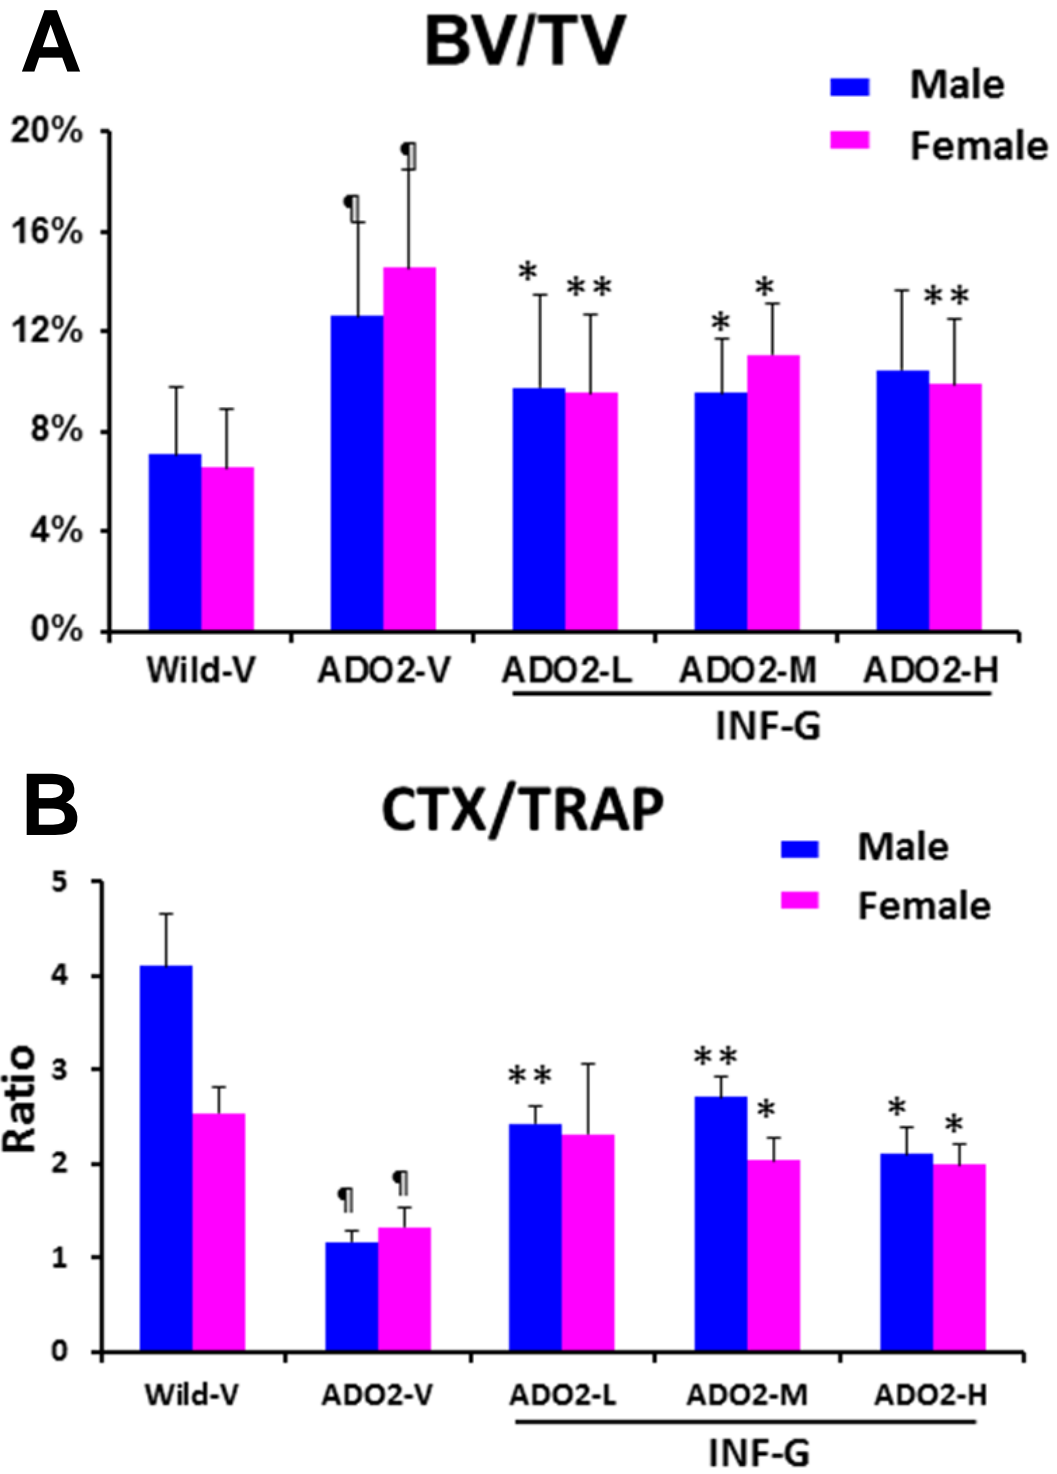 A
BV/TV
Male
Female
20%
16%
12%
8%
4%
0%
¶
¶
*
**
*
*
**
Wild-V ADO2-V ADO2-L ADO2-M ADO2-H
INF-G
B
CTX/TRAP
Male
Female
Ratio
5
4
3
2
1
0
¶
¶
**
**
*
*
*
Wild-V ADO2-V ADO2-L ADO2-M ADO2-H
INF-G